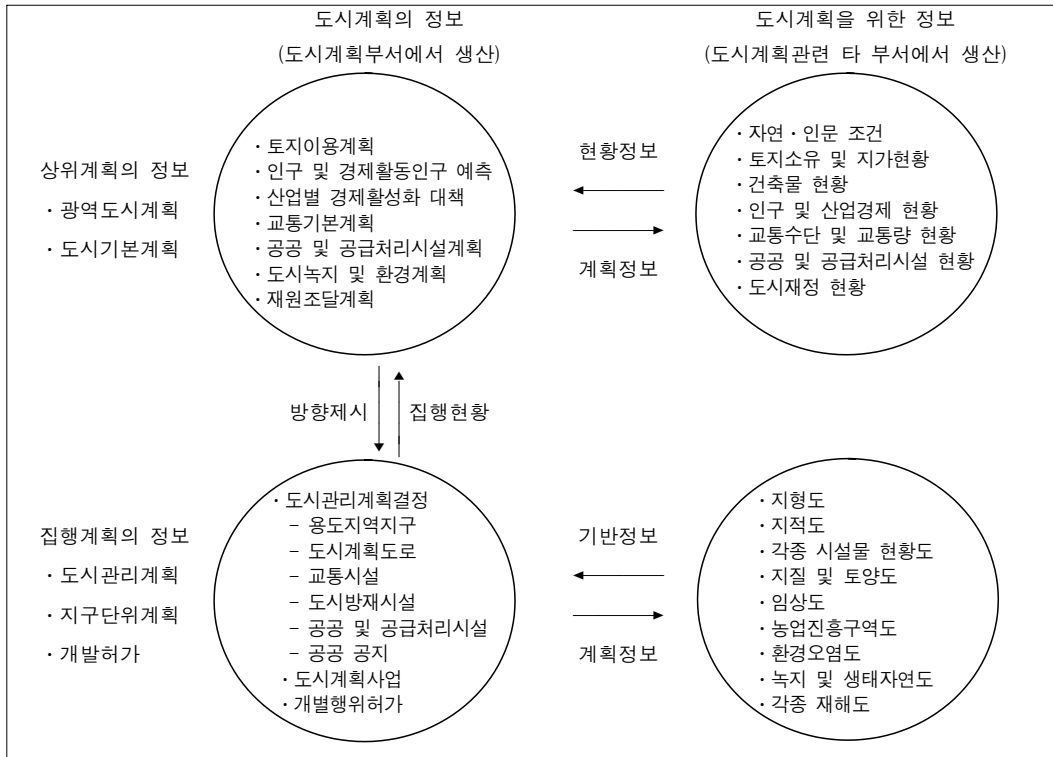 도시계획의 정보
(도시계획부서에서 생산)
도시계획을 위한 정보
(도시계획관련 타 부서에서 생산)
상위계획의 정보
· 광역도시계획
· 도시기본계획
· 토지이용계획
· 인구 및 경제활동인구 예측
· 산업별 경제활성화 대책
· 교통기본계획
· 공공 및 공급처리시설계획
· 도시녹지 및 환경계획
· 재원조달계획
현황정보
계획정보
· 자연·인문 조건
· 토지소유 및 지가현황
· 건축물 현황
· 인구 및 산업경제 현황
· 교통수단 및 교통량 현황
· 공공 및 공급처리시설 현황
· 도시재정 현황
방향제시
집행현황
집행계획의 정보
· 도시관리계획
· 지구단위계획
· 개발허가
· 도시관리계획결정
- 용도지역지구
- 도시계획도로
- 교통시설
- 도시방재시설
- 공공 및 공급처리시설
- 공공 공지
· 도시계획사업
· 개별행위허가
기반정보
계획정보
· 지형도
· 지적도
· 각종 시설물 현황도
· 지질 및 토양도
· 임상도
· 농업진흥구역도
· 환경오염도
· 녹지 및 생태자연도
· 각종 재해도